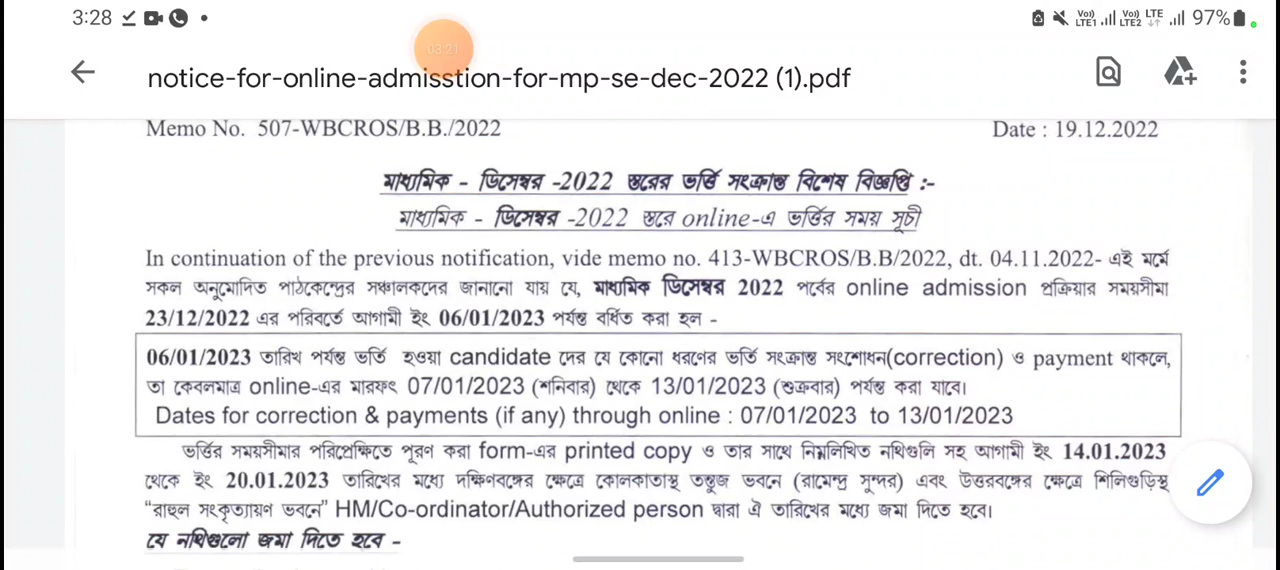 3:28
Vo)) LTE1 Vo)) LTE2 LTE 97%
03:21
notice-for-online-admisstion-for-mp-se-dec-2022 (1).pdf
Memo No. 507-WBCROS/B.B./2022 Date : 19.12.2022
মাধ্যমিক - ডিসেম্বর -2022 স্তরের ভর্ত্তি সংক্রান্ত বিশেষ বিজ্ঞপ্তি :-
মাধ্যমিক - ডিসেম্বর -2022 স্তরে online-এ ভর্ত্তির সময় সূচী
In continuation of the previous notification, vide memo no. 413-WBCROS/B.B/2022, dt. 04.11.2022- এই মর্মে
সকল অনুমোদিত পাঠকেন্দ্রের সঞ্চালকদের জানানো যায় যে, মাধ্যমিক ডিসেম্বর 2022 পর্বের online admission প্রক্রিয়ার সময়সীমা
23/12/2022 এর পরিবর্তে আগামী ইং 06/01/2023 পর্যন্ত বর্ধিত করা হল -
06/01/2023 তারিখ পর্যন্ত ভর্তি হওয়া candidate দের যে কোনো ধরণের ভর্তি সংক্রান্ত সংশোধন(correction) ও payment থাকলে,
তা কেবলমাত্র online-এর মারফৎ 07/01/2023 (শনিবার) থেকে 13/01/2023 (শুক্রবার) পর্যন্ত করা যাবে।
Dates for correction & payments (if any) through online : 07/01/2023 to 13/01/2023
ভর্ত্তির সময়সীমার পরিপ্রেক্ষিতে পূরণ করা form-এর printed copy ও তার সাথে নিম্নলিখিত নথিগুলি সহ আগামী ইং 14.01.2023
থেকে ইং 20.01.2023 তারিখের মধ্যে দক্ষিণবঙ্গের ক্ষেত্রে কোলকাতাস্থ তন্তুজ ভবনে (রামেন্দ্র সুন্দর) এবং উত্তরবঙ্গের ক্ষেত্রে শিলিগুড়িস্থ
“রাহুল সংকৃত্যায়ণ ভবনে” HM/Co-ordinator/Authorized person দ্বারা ঐ তারিখের মধ্যে জমা দিতে হবে।
যে নথিগুলো জমা দিতে হবে -